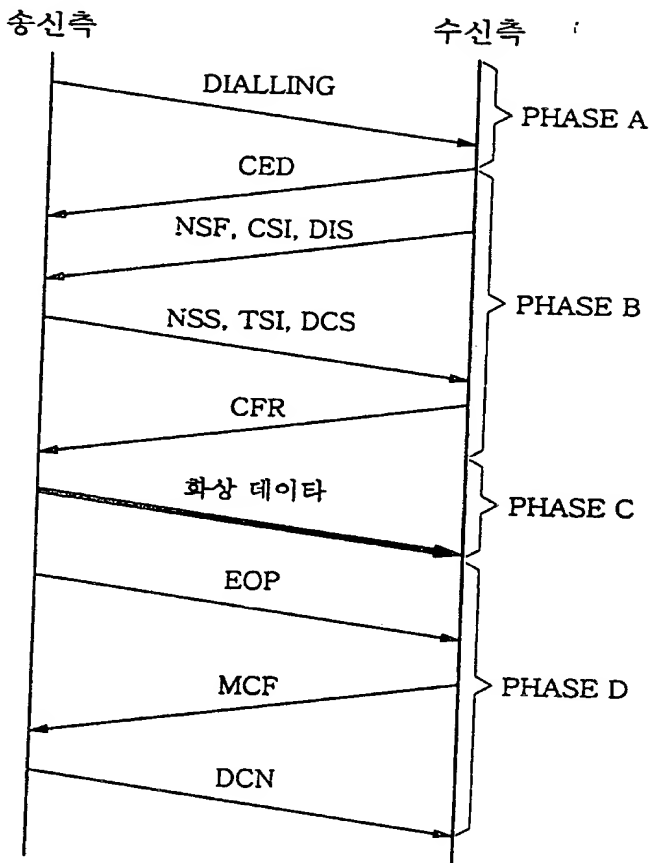 송신측
수신측
DIALLING
PHASE A
CED
NSF, CSI, DIS
PHASE B
NSS, TSI, DCS
CFR
화상 데이타
PHASE C
EOP
MCF
PHASE D
DCN